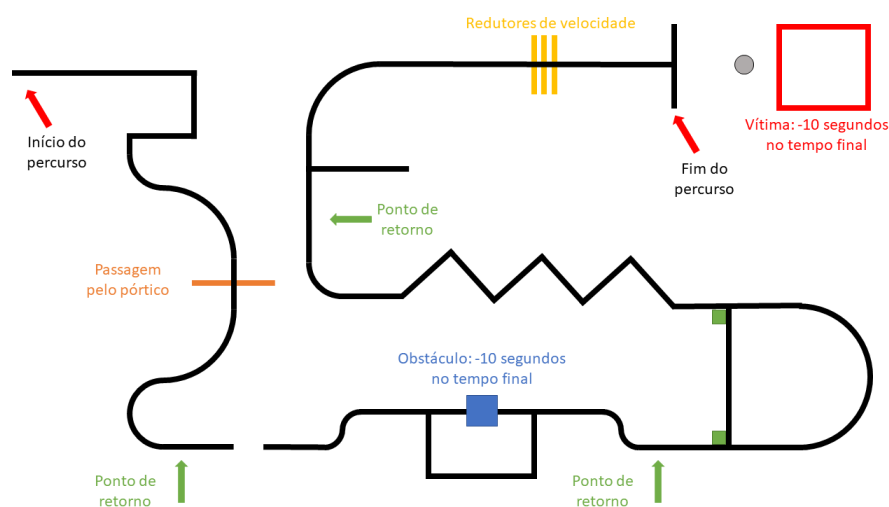 Redutores de velocidade
Início do
percurso
Vítima: -10 segundos
no tempo final
Fim do
percurso
Ponto de
retorno
Passagem
pelo pórtico
Obstáculo: -10 segundos
no tempo final
Ponto de
retorno
Ponto de
retorno